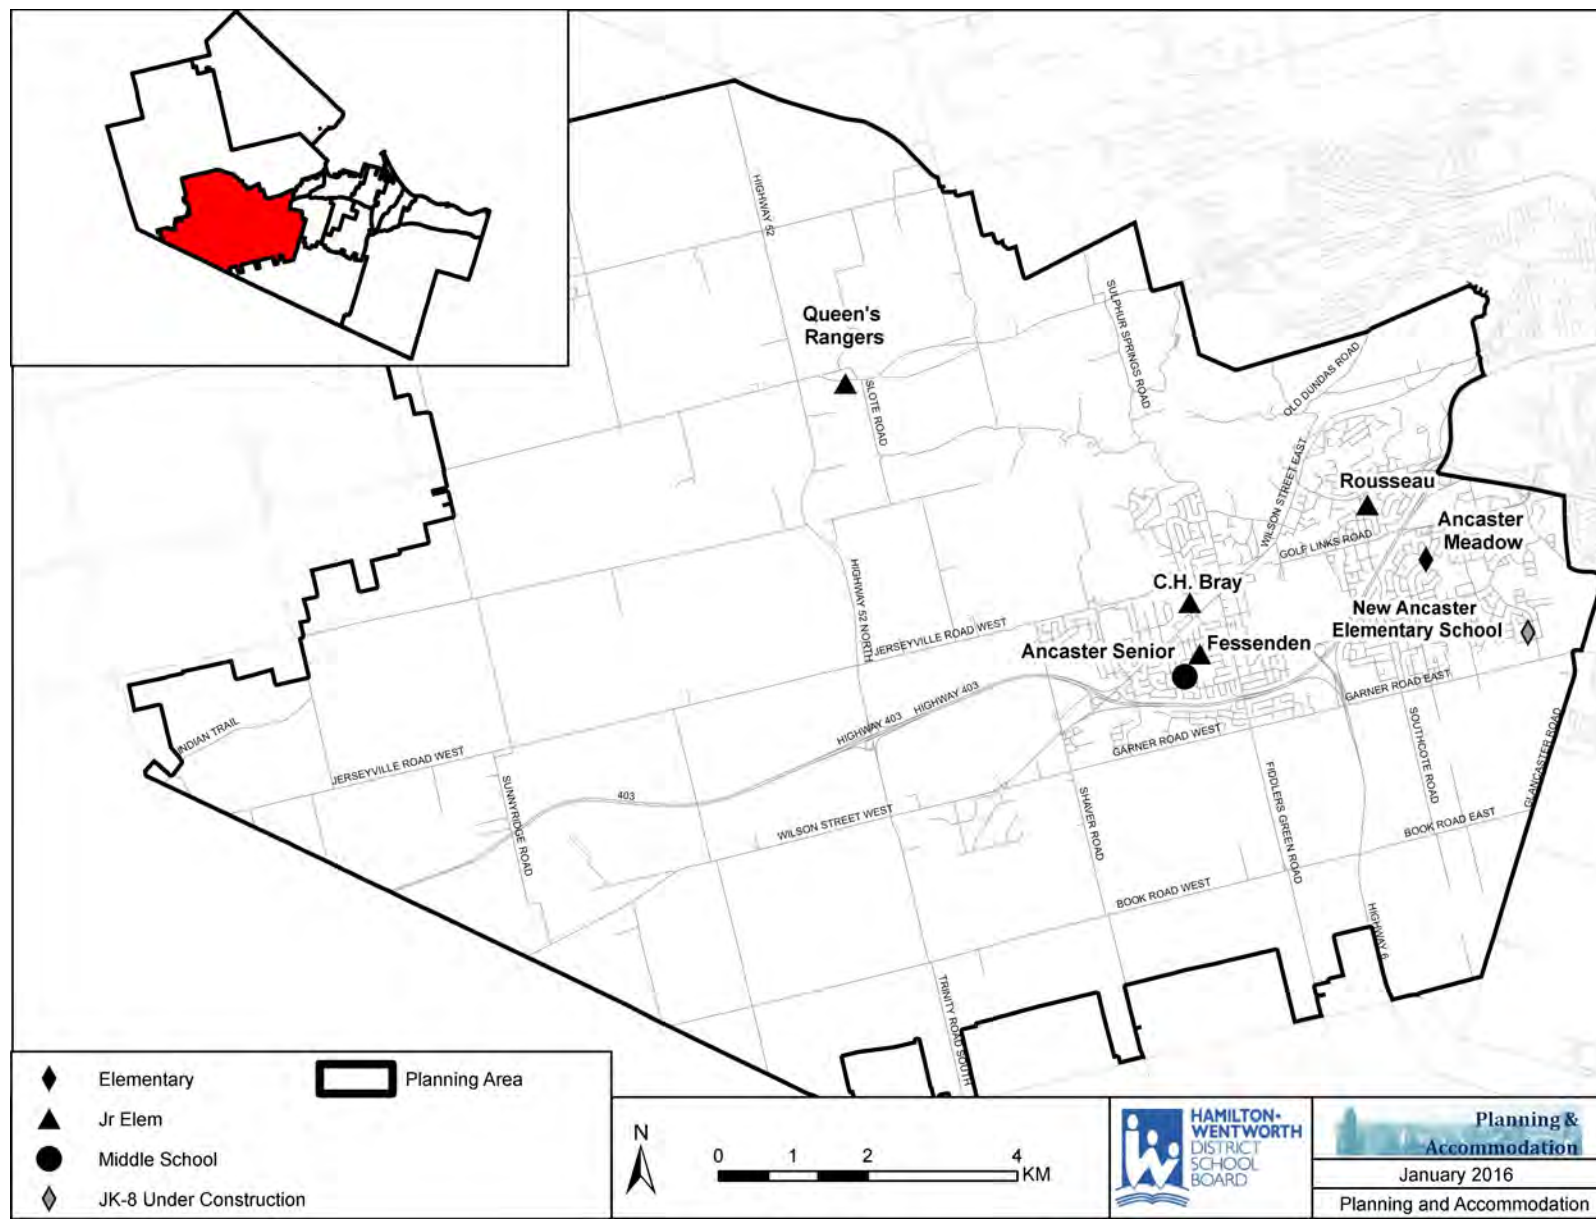 HIGHWAY 52
Queen's
Rangers
SLOTE ROAD
SULPHUR SPRINGS ROAD
OLD DUNDAS ROAD
WILSON STREET EAST
Rousseau
GOLF LINKS ROAD
Ancaster
Meadow
C.H. Bray
New Ancaster
Elementary School
HIGHWAY 52 NORTH
JERSEYVILLE ROAD WEST
Ancaster Senior
Fessenden
HIGHWAY 403
HIGHWAY 403
GARNER ROAD EAST
INDIAN TRAIL
JERSEYVILLE ROAD WEST
GARNER ROAD WEST
SOUTHCOTE ROAD
GLANCASTER ROAD
SUNNYRIDGE ROAD
403
WILSON STREET WEST
SHAVER ROAD
FIDDLERS GREEN ROAD
BOOK ROAD EAST
BOOK ROAD WEST
HIGHWAY 6
TRINITY ROAD SOUTH
Elementary
Planning Area
Jr Elem
Middle School
JK-8 Under Construction
N
0 1 2 4
KM
HAMILTON-
WENTWORTH
DISTRICT
SCHOOL
BOARD
Planning &
Accommodation
January 2016
Planning and Accommodation